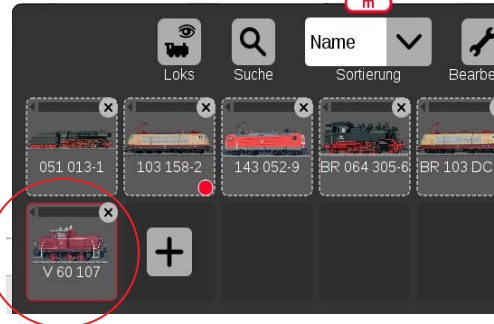 m
Name
Loks
Suche
Sortierung
Bearbe
051 013-1
103 158-2
143 052-9
BR 064 305-6
BR 103 DC
V 60 107